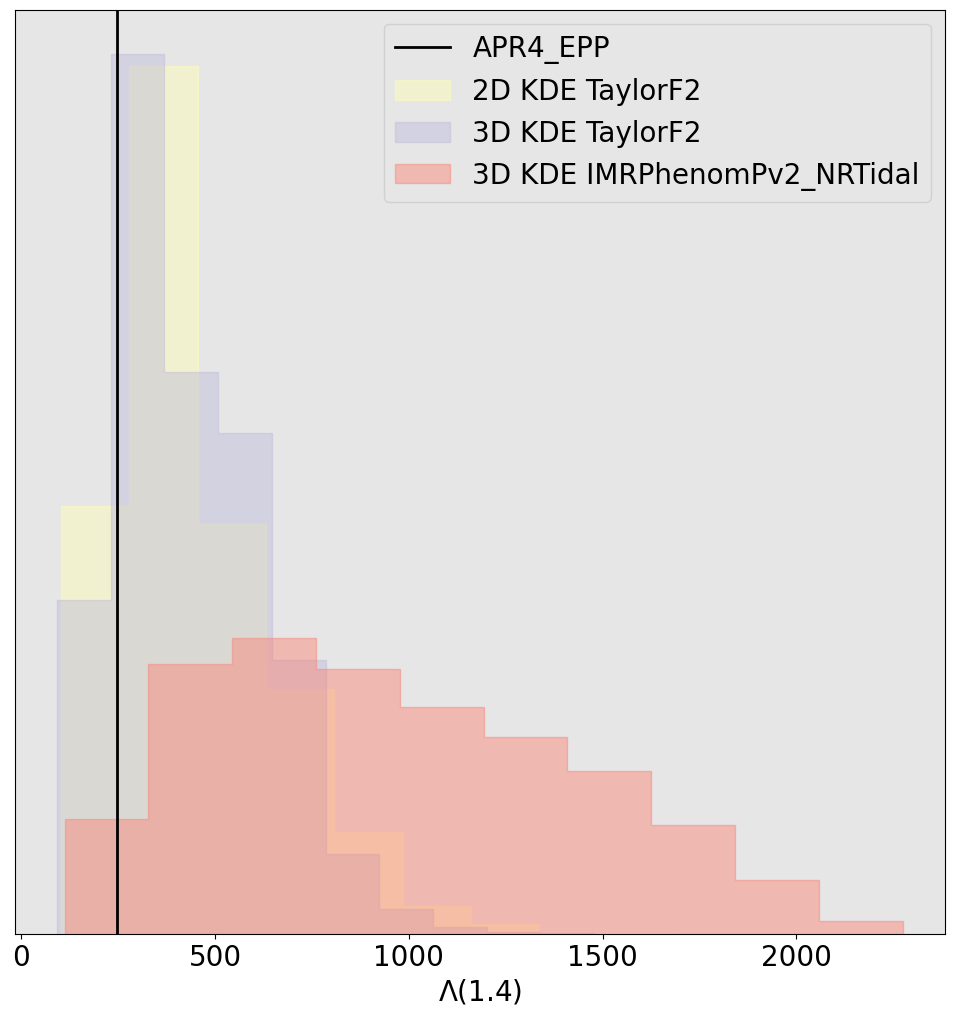 APR4_EPP
2D KDE TaylorF2
3D KDE TaylorF2
3D KDE IMRPhenomPv2_NRTidal
0 500 1000 1500 2000
Λ(1.4)